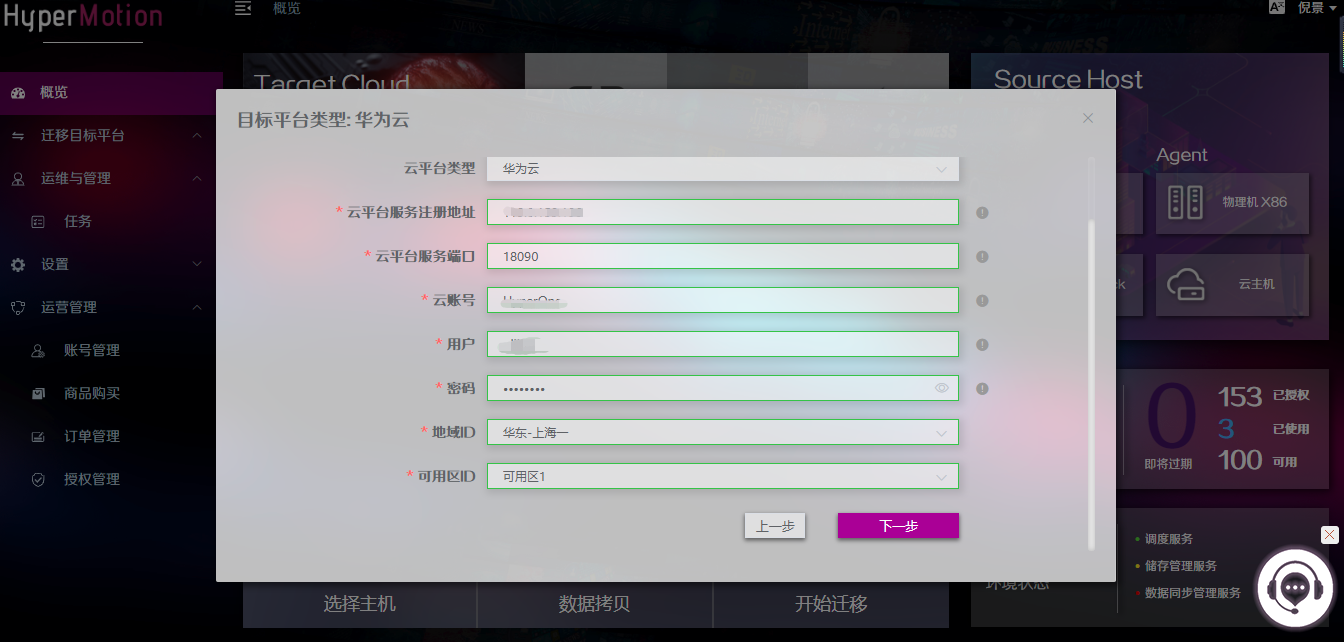 HyperMotion
概览
倪景
概览
迁移目标平台
运维与管理
任务
设置
运营管理
账号管理
商品购买
订单管理
授权管理
Target Cloud
Source Host
Agent
物理机 X86
云主机
目标平台类型: 华为云
云平台类型 华为云
* 云平台服务注册地址
* 云平台服务端口 18090
* 云账号
* 用户
* 密码 ••••••••
* 地域ID 华东-上海一
* 可用区ID 可用区1
上一步 下一步
0 即将过期
153 已授权
3 已使用
100 可用
环境状态
调度服务
储存管理服务
数据同步管理服务
选择主机 数据拷贝 开始迁移